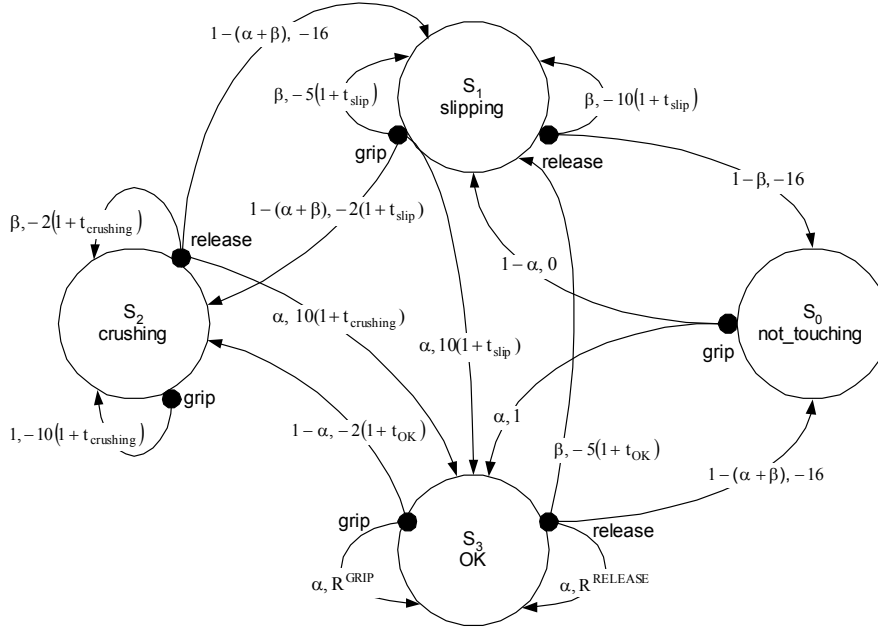 1−(α+β), −16
S₁
slipping
β, −5(1+t_slip)
β, −10(1+t_slip)
grip
release
1−β, −16
1−(α+β), −2(1+t_slip)
β, −2(1+t_crushing)
release
1−α, 0
S₂
crushing
α, 10(1+t_crushing)
S₀
not_touching
α, 10(1+t_slip)
grip
grip
α, 1
1, −10(1+t_crushing)
1−α, −2(1+t_OK)
β, −5(1+t_OK)
1−(α+β), −16
grip
release
S₃
OK
α, R^GRIP
α, R^RELEASE